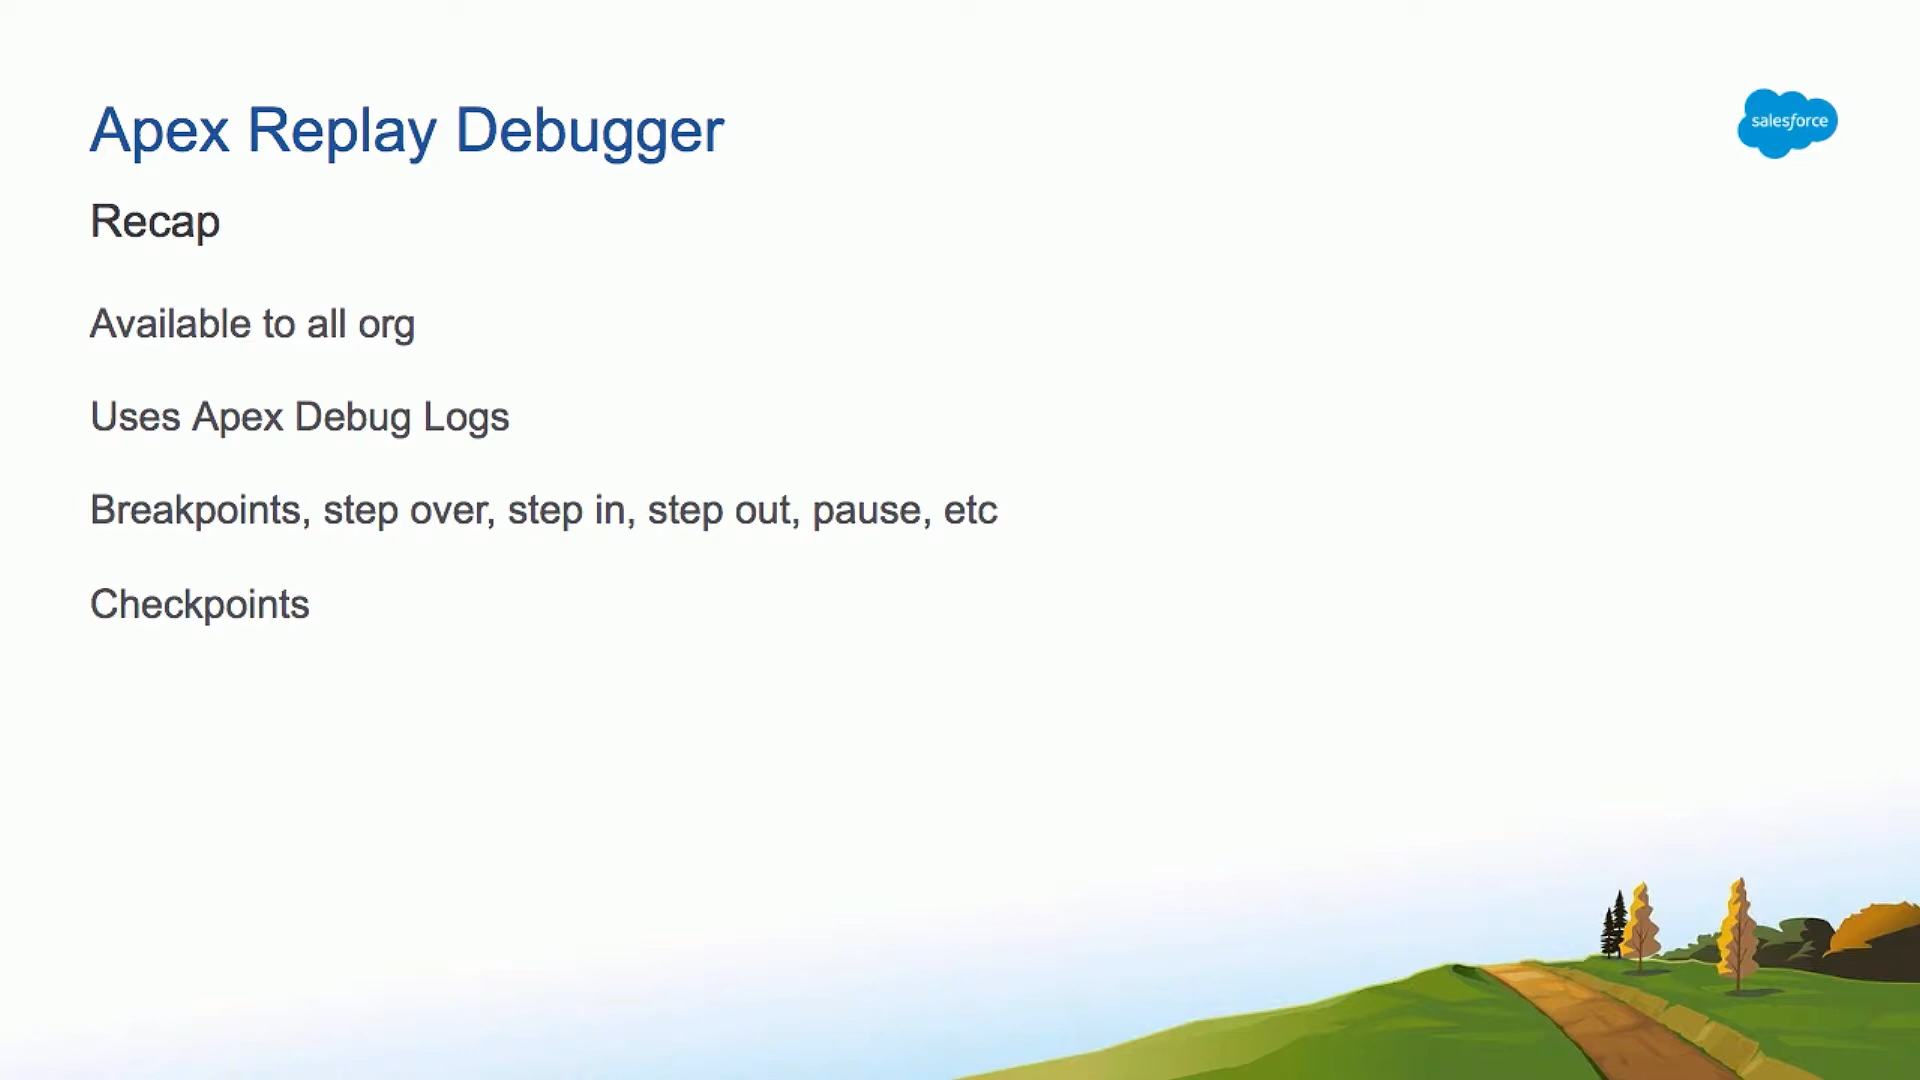 Apex Replay Debugger
salesforce
Recap
Available to all org
Uses Apex Debug Logs
Breakpoints, step over, step in, step out, pause, etc
Checkpoints